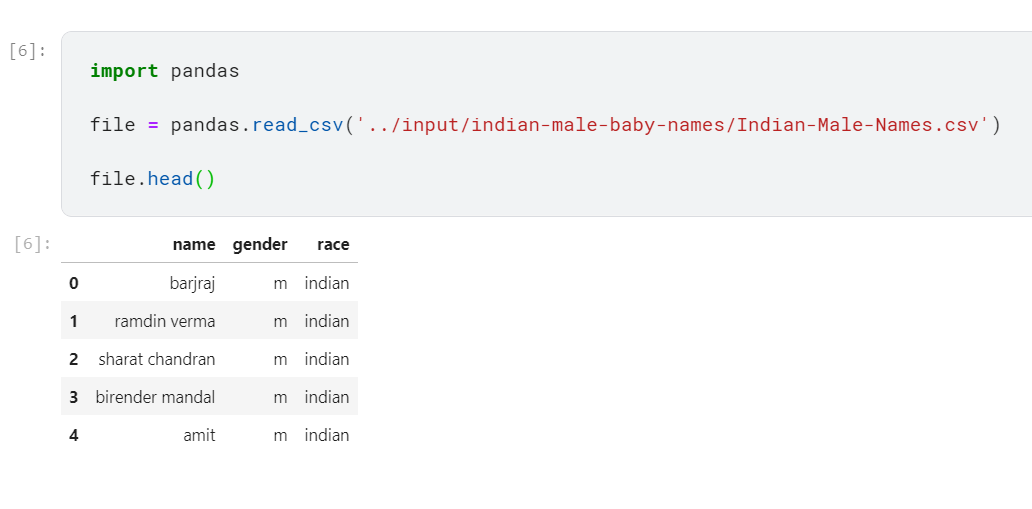 [6]:
import pandas
file = pandas.read_csv('../input/indian-male-baby-names/Indian-Male-Names.csv')
file.head()
[6]:
name gender race
0 barjraj m indian
1 ramdin verma m indian
2 sharat chandran m indian
3 birender mandal m indian
4 amit m indian